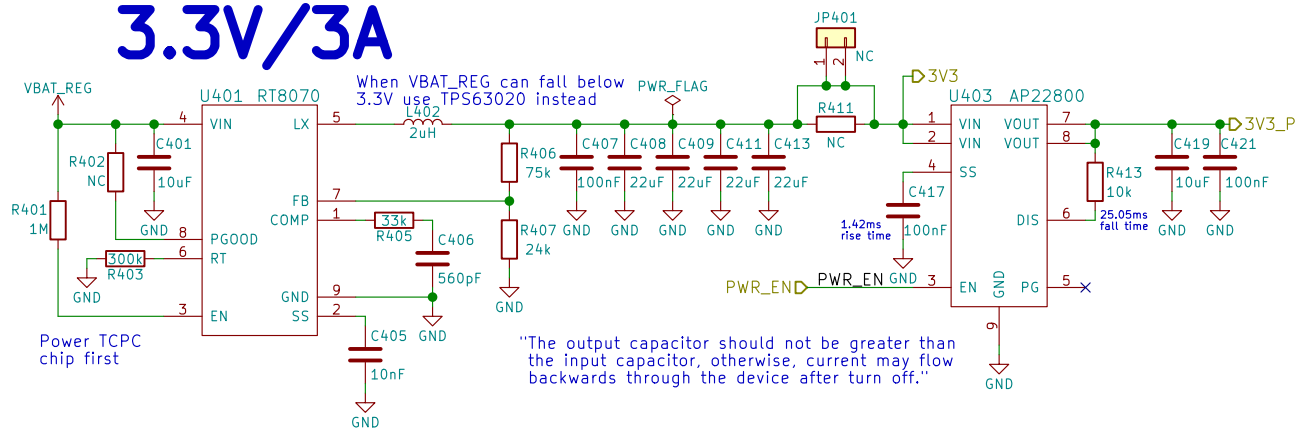 3.3V/3A
JP401
1
2
NC
VBAT_REG
When VBAT_REG can fall below
3.3V use TPS63020 instead
PWR_FLAG
3V3
U401 RT8070
L402
2uH
R411
NC
U403 AP22800
4 VIN
LX 5
1 VIN
2 VIN
VOUT 7
VOUT 8
3V3_P
R402
NC
C401
10uF
GND
R406
75k
C407
100nF
GND
C408
22uF
GND
C409
22uF
GND
C411
22uF
GND
C413
22uF
GND
4 SS
C417
100nF
GND
1.42ms
rise time
R413
10k
C419
10uF
GND
C421
100nF
GND
DIS 6
25.05ms
fall time
R401
1M
FB 7
COMP 1
33k
R405
R407
24k
GND
8 PGOOD
6 RT
300k
R403
GND
C406
560pF
GND
GND 9
SS 2
3 EN
PWR_EN
PWR_EN
3 EN
GND
9
PG 5
GND
Power TCPC
chip first
C405
10nF
GND
"The output capacitor should not be greater than
the input capacitor, otherwise, current may flow
backwards through the device after turn off."